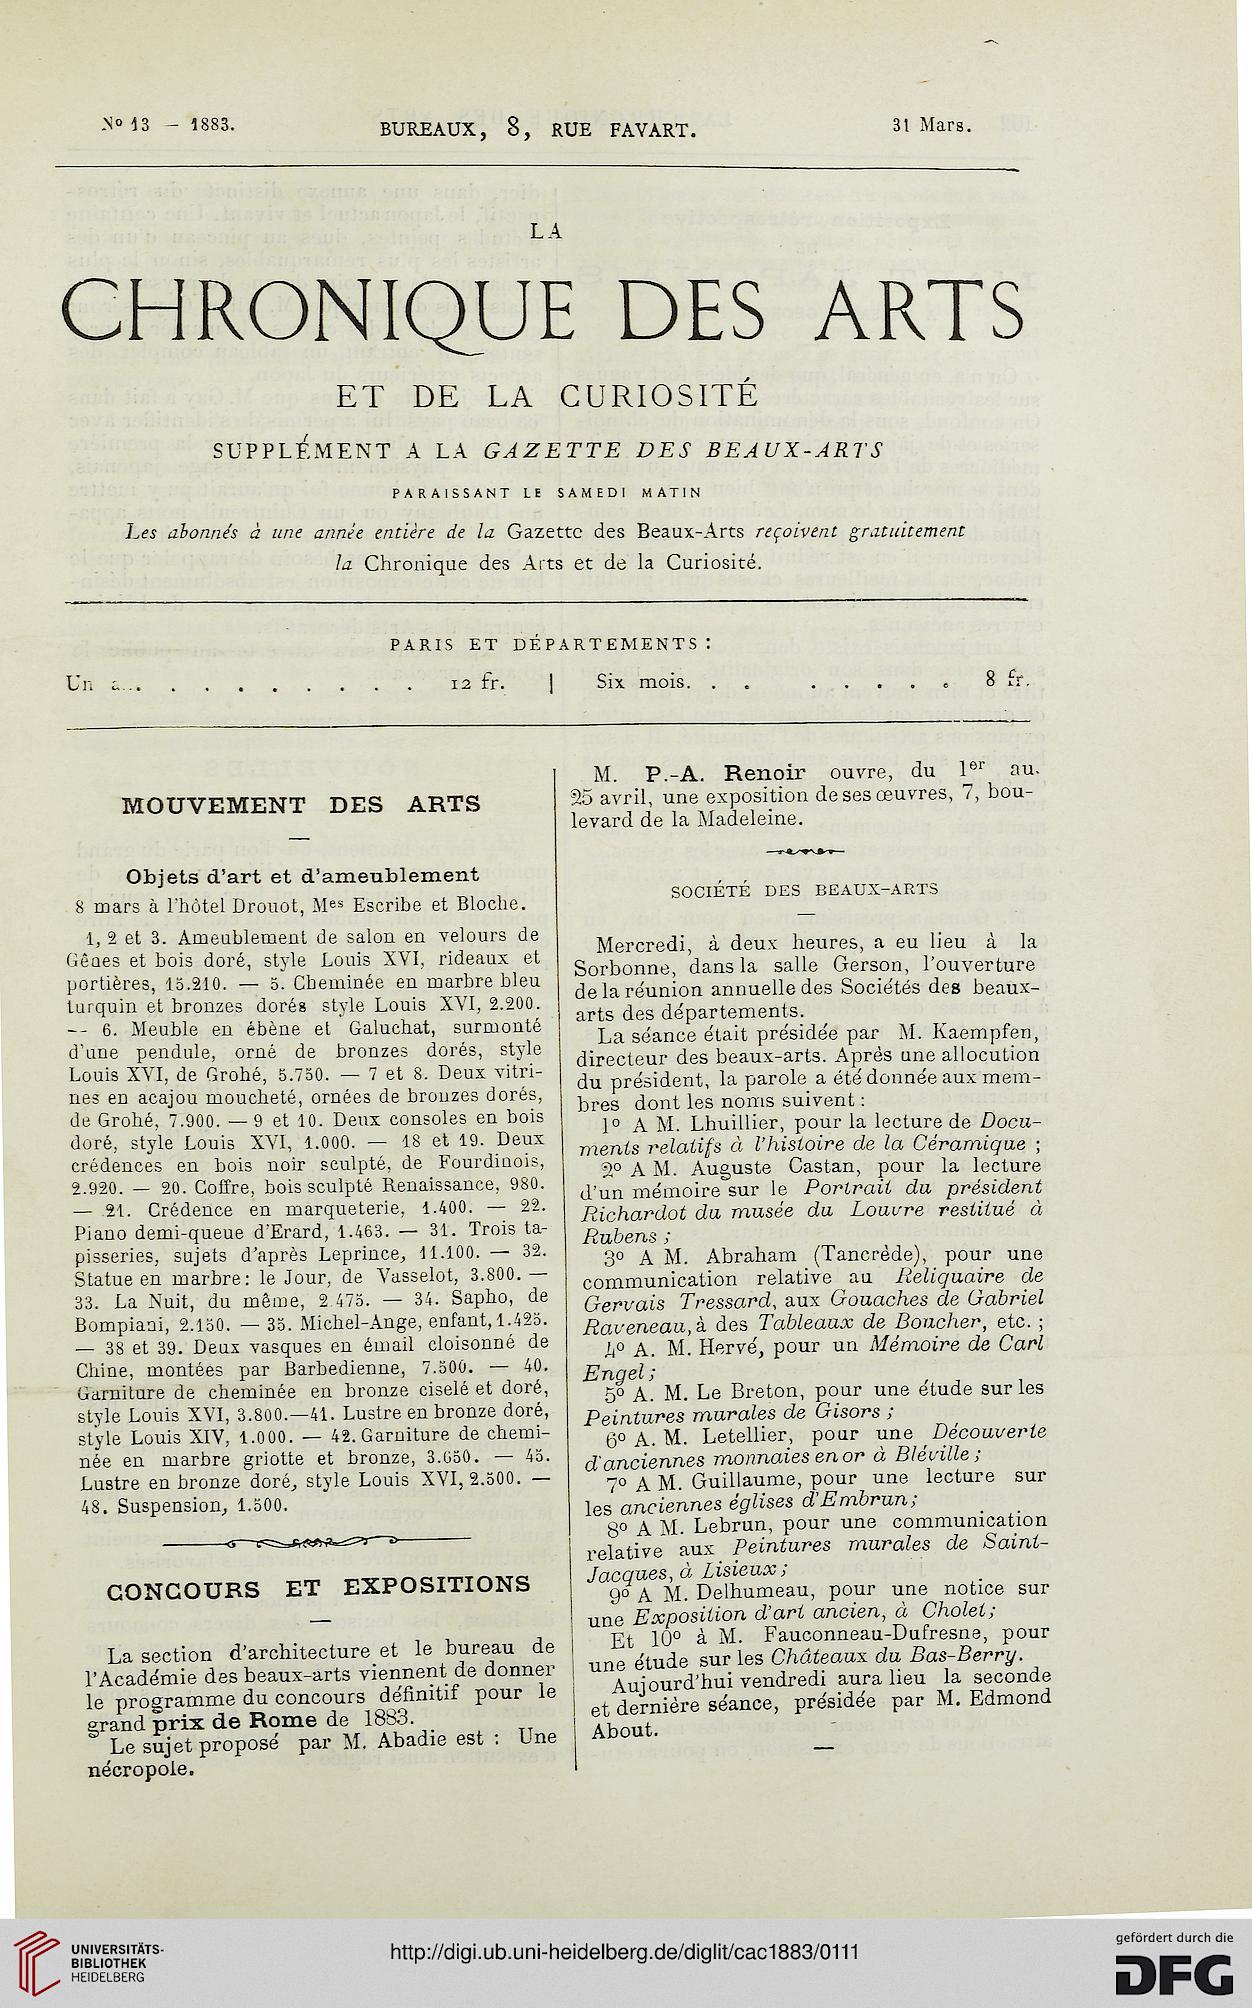 N° 13 — 1883.
BUREAUX, 8, RUE FAVART.
31 Mars.
LA
CHRONIQUE DES ARTS
ET DE LA CURIOSITÉ
SUPPLÉMENT A LA GAZETTE DES BEAUX-ARTS
PARAISSANT LE SAMEDI MATIN
Les abonnés à une année entière de la Gazette des Beaux-Arts reçoivent gratuitement
la Chronique des Arts et de la Curiosité.
PARIS ET DÉPARTEMENTS :
Un a... . . . . . . . . . 12 fr. | Six mois. . . . . . . . . 8 fr.
MOUVEMENT DES ARTS
Objets d'art et d'ameublement
8 mars à l'hôtel Drouot, Mes Escribe et Bloche.
1, 2 et 3. Ameublement de salon en velours de
Gênes et bois doré, style Louis XVI, rideaux et
portières, 15.210. — 5. Cheminée en marbre bleu
turquin et bronzes dorés style Louis XVI, 2.200.
— 6. Meuble en ébène et Galuchat, surmonté
d'une pendule, orné de bronzes dorés, style
Louis XVI, de Grohé, 5.750. — 7 et 8. Deux vitri-
nes en acajou moucheté, ornées de bronzes dorés,
de Grohé, 7.900. — 9 et 10. Deux consoles en bois
doré, style Louis XVI, 1.000. — 18 et 19. Deux
crédences en bois noir sculpté, de Fourdinois,
2.920. — 20. Coffre, bois sculpté Renaissance, 980.
— 21. Crédence en marqueterie, 1.400. — 22.
Piano demi-queue d'Erard, 1.463. — 31. Trois ta-
pisseries, sujets d'après Leprince, 11.100. — 32.
Statue en marbre: le Jour, de Vasselot, 3.800. —
33. La Nuit, du même, 2.475. — 34. Sapho, de
Bompiani, 2.150. — 35. Michel-Ange, enfant, 1.425.
— 38 et 39. Deux vasques en émail cloisonné de
Chine, montées par Barbedienne, 7.500. — 40.
Garniture de cheminée en bronze ciselé et doré,
style Louis XVI, 3.800.—41. Lustre en bronze doré,
style Louis XIV, 1.000. — 42. Garniture de chemi-
née en marbre griotte et bronze, 3.650. — 45.
Lustre en bronze doré, style Louis XVI, 2.500. —
48. Suspension, 1.500.
CONCOURS ET EXPOSITIONS
La section d'architecture et le bureau de
l'Académie des beaux-arts viennent de donner
le programme du concours définitif pour le
grand prix de Rome de 1883.
Le sujet proposé par M. Abadie est : Une
nécropole.
M. P.-A. Renoir ouvre, du 1er au
25 avril, une exposition de ses œuvres, 7, bou-
levard de la Madeleine.
SOCIÉTÉ DES BEAUX-ARTS
Mercredi, à deux heures, a eu lieu à la
Sorbonne, dans la salle Gerson, l'ouverture
de la réunion annuelle des Sociétés des beaux-
arts des départements.
La séance était présidée par M. Kaempfen,
directeur des beaux-arts. Après une allocution
du président, la parole a été donnée aux mem-
bres dont les noms suivent :
1° A M. Lhuillier, pour la lecture de Docu-
ments relatifs à l'histoire de la Céramique ;
2° A M. Auguste Castan, pour la lecture
d'un mémoire sur le Portrait du président
Richardot du musée du Louvre restitué à
Rubens ;
3° A M. Abraham (Tancrède), pour une
communication relative au Reliquaire de
Gervais Tressard, aux Gouaches de Gabriel
Raveneau, à des Tableaux de Boucher, etc. ;
4° A. M. Hervé, pour un Mémoire de Carl
Engel ;
5° A. M. Le Breton, pour une étude sur les
Peintures murales de Gisors ;
6° A. M. Letellier, pour une Découverte
d'anciennes monnaies en or à Bléville ;
7° A M. Guillaume, pour une lecture sur
les anciennes églises d'Embrun;
8° A M. Lebrun, pour une communication
relative aux Peintures murales de Saint-
Jacques, à Lisieux ;
9° A M. Delhumeau, pour une notice sur
une Exposition d'art ancien, à Cholet;
Et 10° à M. Fauconneau-Dufresne, pour
une étude sur les Châteaux du Bas-Berry.
Aujourd'hui vendredi aura lieu la seconde
et dernière séance, présidée par M. Edmond
About.
UNIVERSITÄTS-
BIBLIOTHEK
HEIDELBERG
http://digi.ub.uni-heidelberg.de/diglit/cac1883/0111
gefördert durch die
DFG